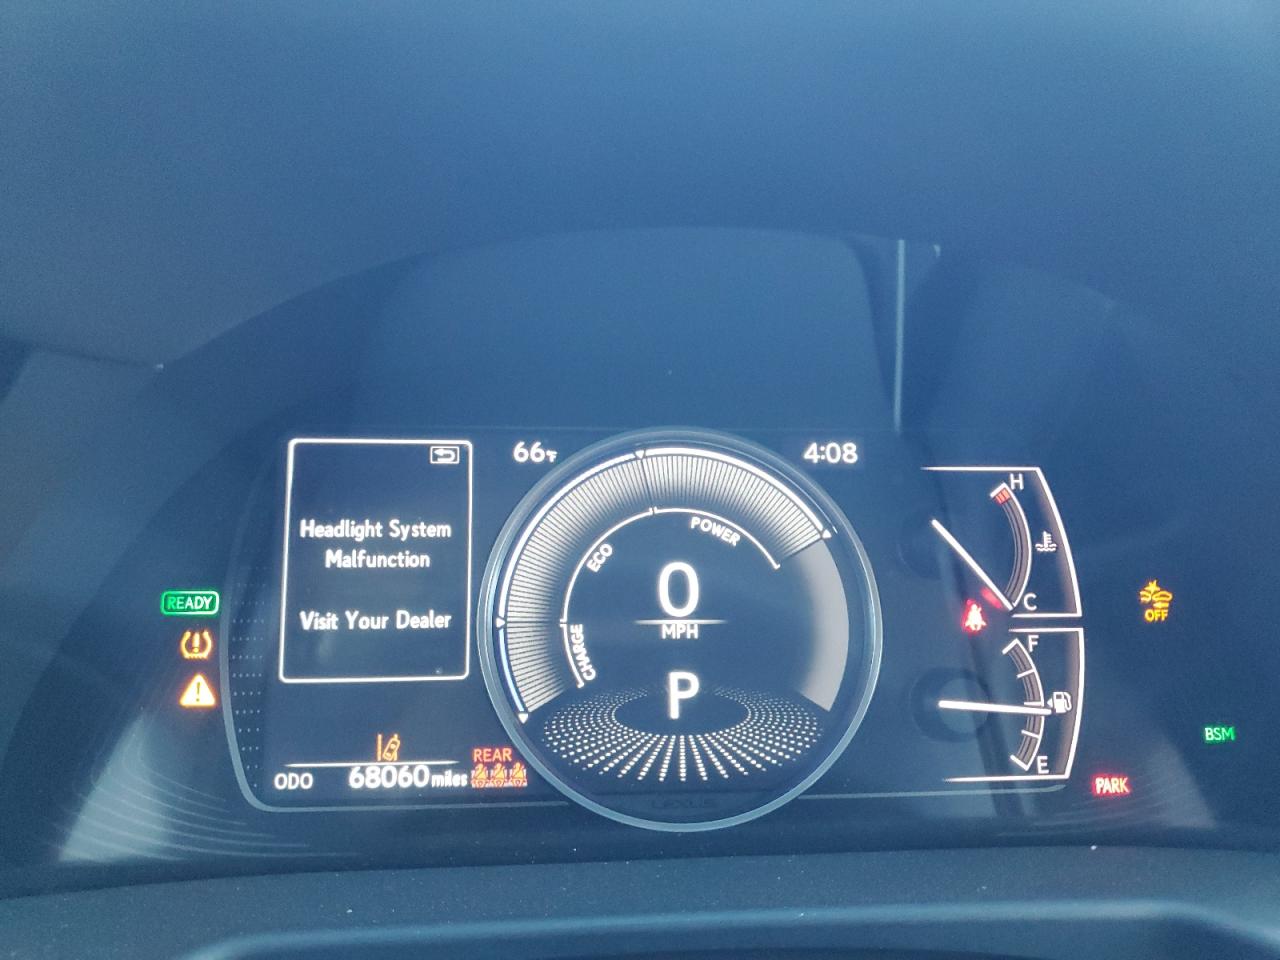 66°F
4:08
Headlight System
Malfunction
Visit Your Dealer
READY
CHARGE
ECO
POWER
0
MPH
P
H
C
F
E
OFF
BSM
PARK
REAR
ODO 68060 miles
LEXUS